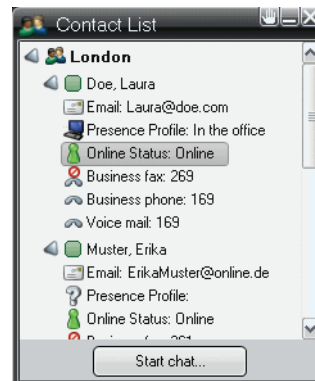 Contact List
London
Doe, Laura
Email: Laura@doe.com
Presence Profile: In the office
Online Status: Online
Business fax: 269
Business phone: 169
Voice mail: 169
Muster, Erika
Email: ErikaMuster@online.de
Presence Profile:
Online Status: Online
Start chat...